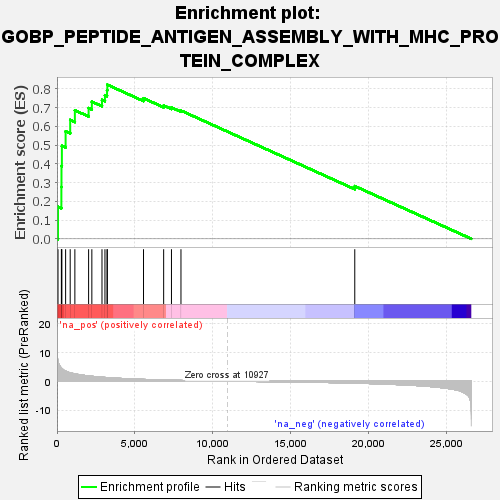 Enrichment plot:
GOBP_PEPTIDE_ANTIGEN_ASSEMBLY_WITH_MHC_PRO
TEIN_COMPLEX
Enrichment score (ES)
0.8
0.7
0.6
0.5
0.4
0.3
0.2
0.1
0.0
'na_pos' (positively correlated)
Ranked list metric (PreRanked)
20
10
0
-10
Zero cross at 10927
'na_neg' (negatively correlated)
0 5,000 10,000 15,000 20,000 25,000
Rank in Ordered Dataset
Enrichment profile Hits Ranking metric scores